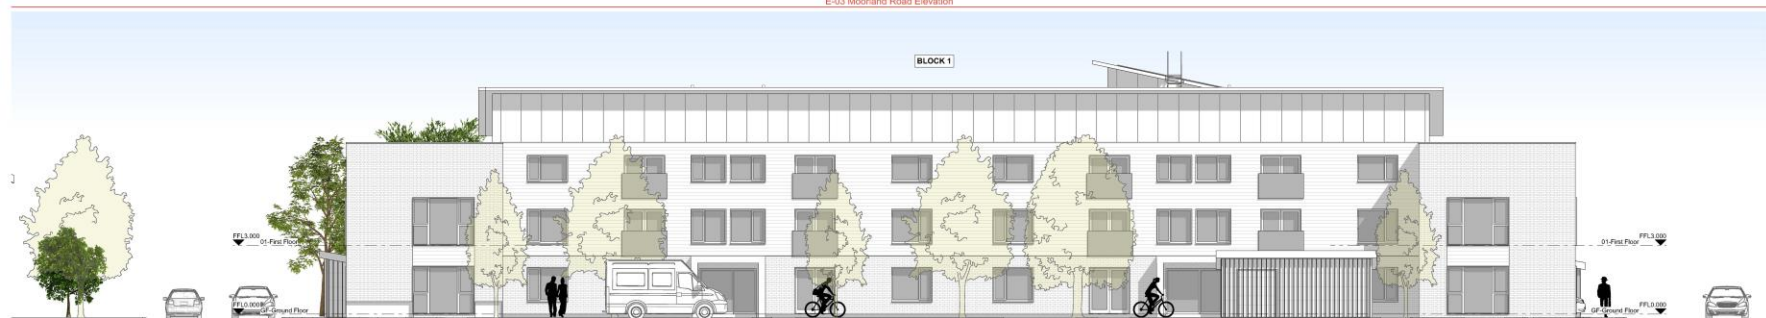 E-03 Moorland Road Elevation
BLOCK 1
FFL3.000
01-First Floor
FFL3.000
01-First Floor
FFL0.000
GF-Ground Floor
FFL0.000
GF-Ground Floor